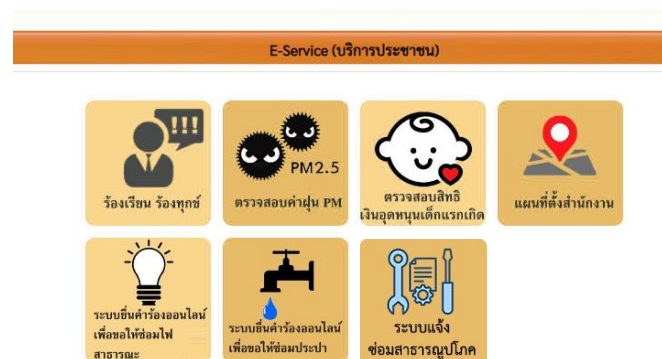 E-Service (บริการประชาชน)
!!!
ร้องเรียน ร้องทุกข์
PM2.5
ตรวจสอบค่าฝุ่น PM
ตรวจสอบสิทธิ
เงินอุดหนุนเด็กแรกเกิด
แผนที่ตั้งสำนักงาน
ระบบยื่นคำร้องออนไลน์
เพื่อขอให้ซ่อมไฟ
สาธารณะ
ระบบยื่นคำร้องออนไลน์
เพื่อขอให้ซ่อมประปา
ระบบแจ้ง
ซ่อมสาธารณูปโภค